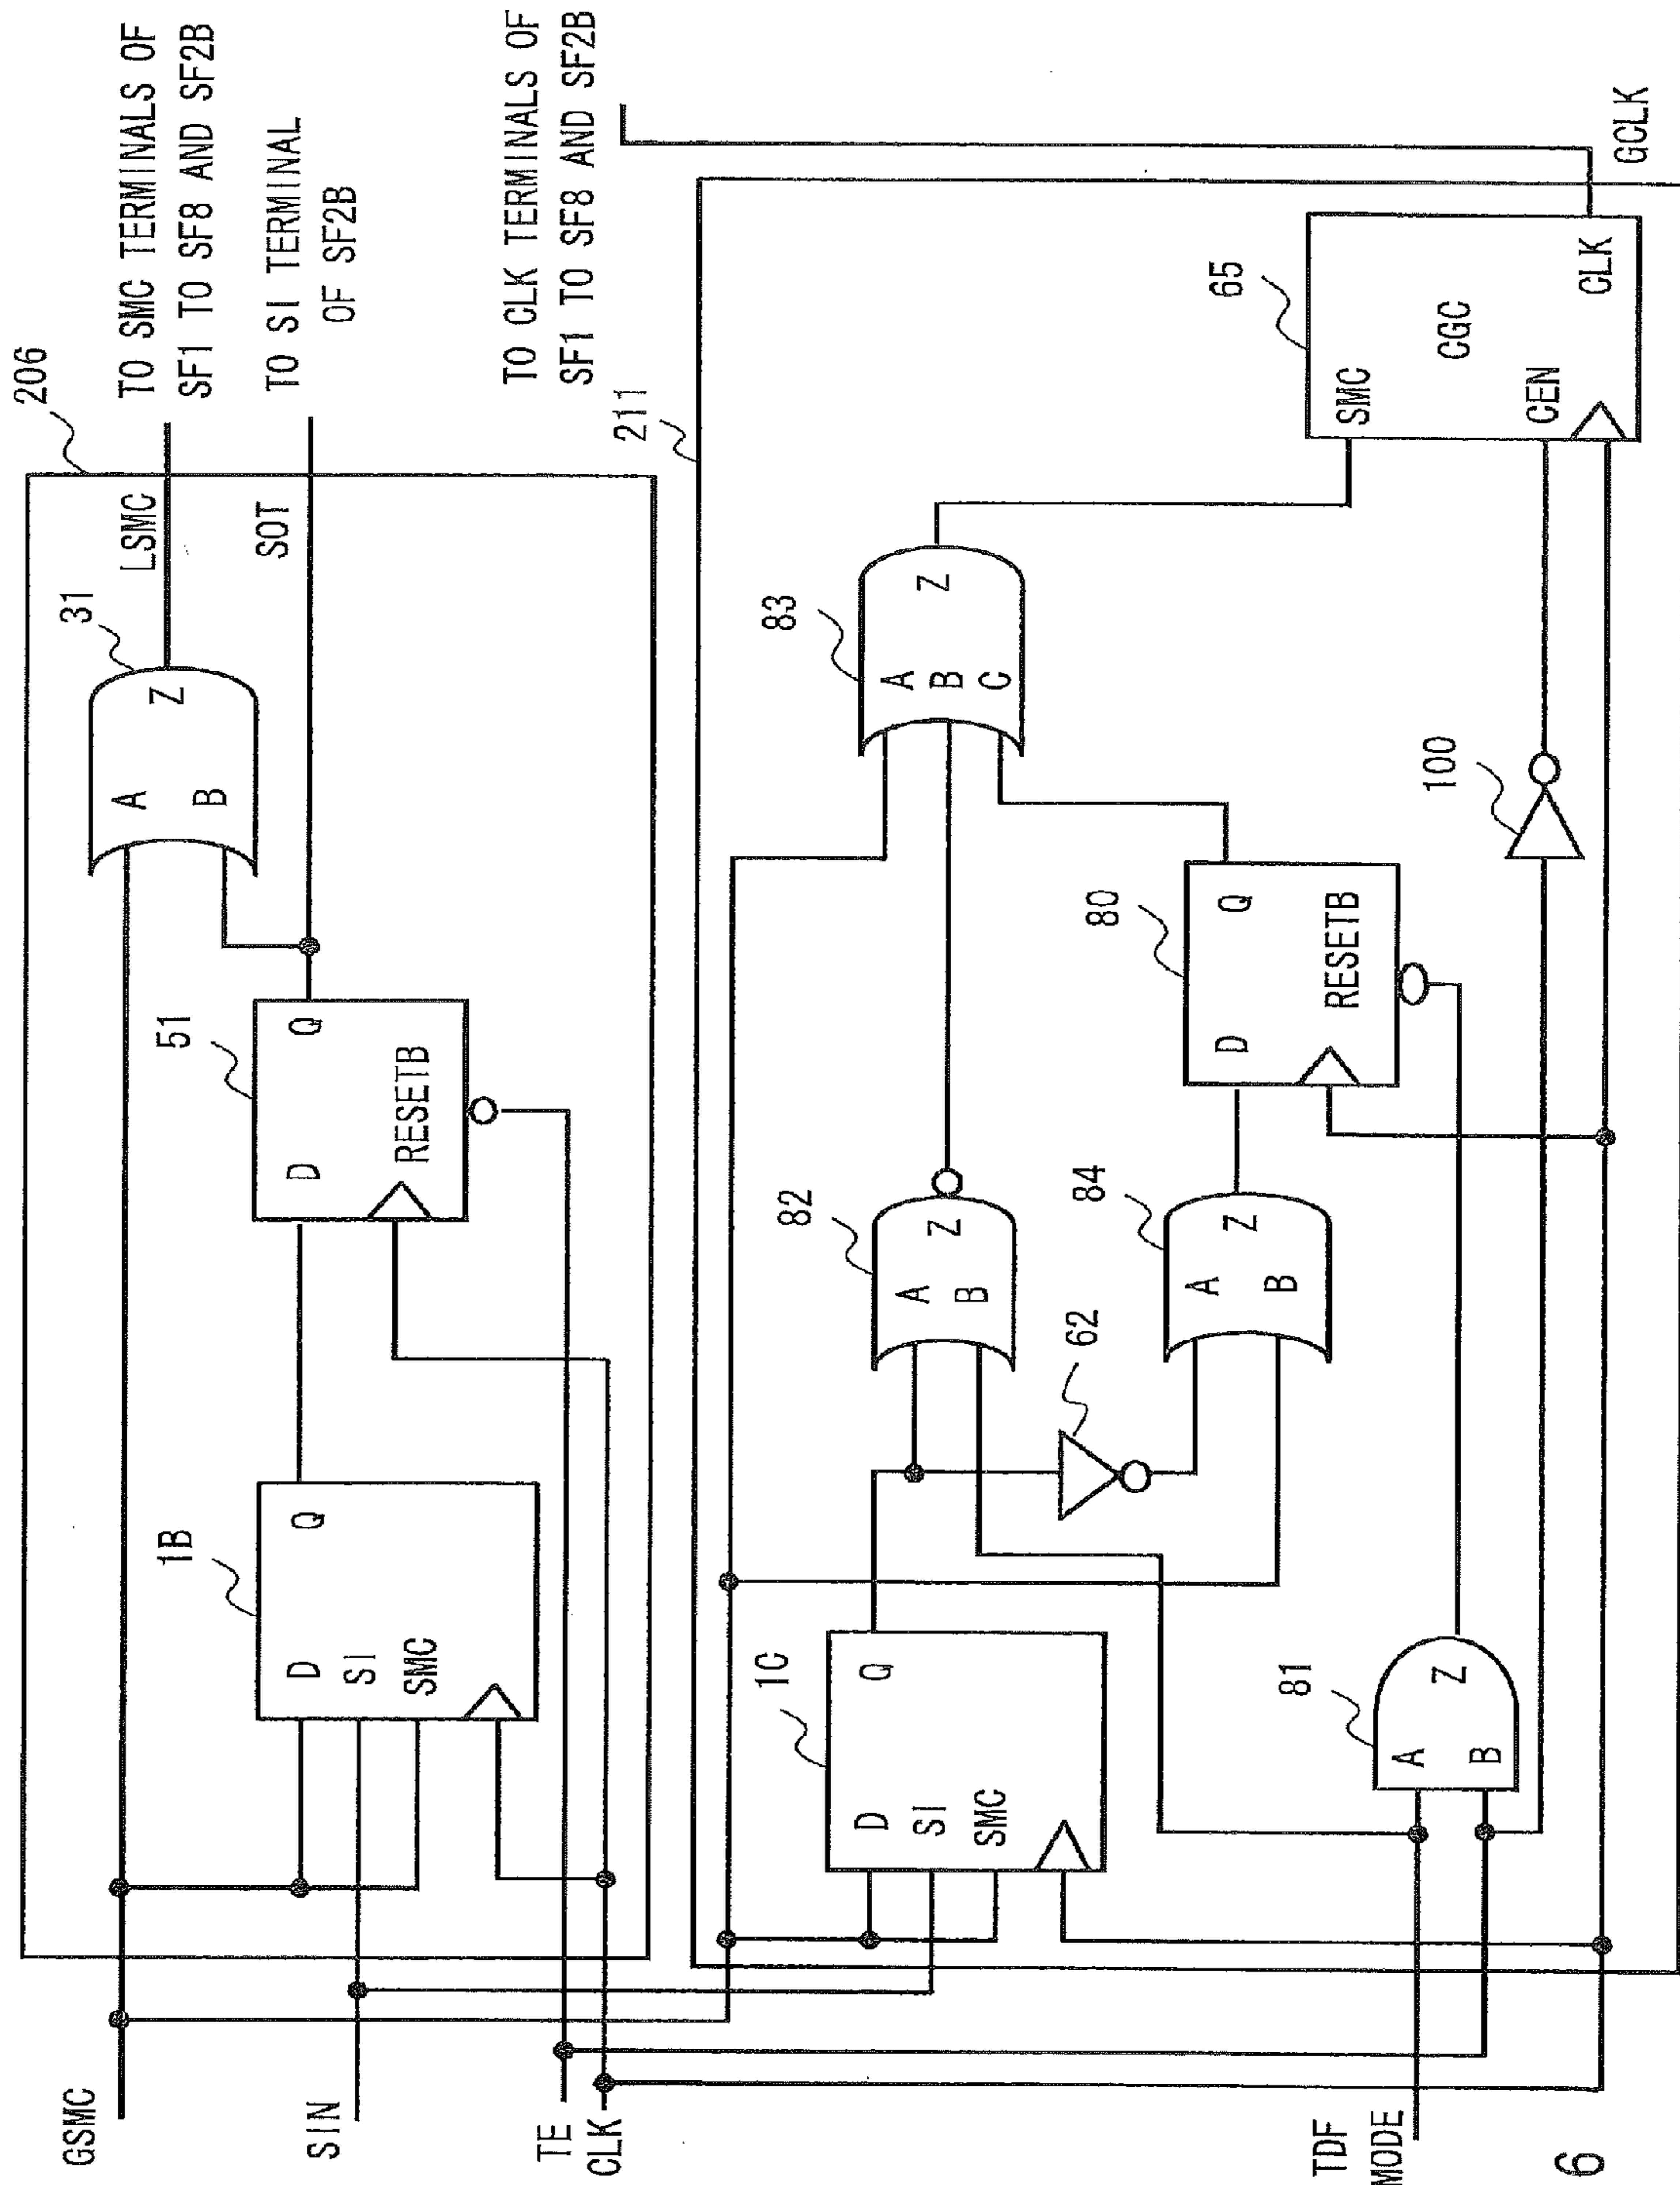 206
TO SMC TERMINALS OF
SF1 TO SF8 AND SF2B
TO SI TERMINAL
OF SF2B
TO CLK TERMINALS OF
SF1 TO SF8 AND SF2B
GSMC
SIN
TE
CLK
1B
D
SI
SMC
Q
51
D
Q
RESETB
31
A
B
Z
LSMC
SOT
211
1C
D
SI
SMC
Q
82
A
B
Z
62
84
A
B
Z
83
A
B
C
Z
80
D
Q
RESETB
81
A
B
Z
100
65
SMC
CGC
CEN
CLK
GCLK
TDF
MODE
6